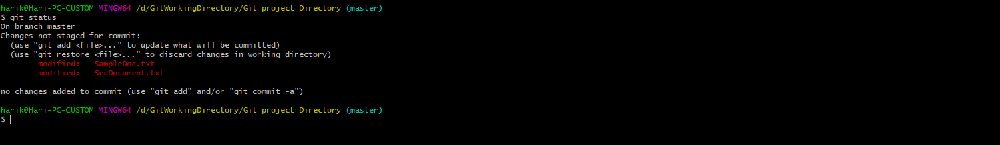 harik@Hari-PC-CUSTOM MINGW64 /d/GitWorkingDirectory/Git_project_Directory (master)
$ git status
On branch master
Changes not staged for commit:
  (use "git add <file>..." to update what will be committed)
  (use "git restore <file>..." to discard changes in working directory)
        modified:   SampleDoc.txt
        modified:   SecDocument.txt

no changes added to commit (use "git add" and/or "git commit -a")

harik@Hari-PC-CUSTOM MINGW64 /d/GitWorkingDirectory/Git_project_Directory (master)
$